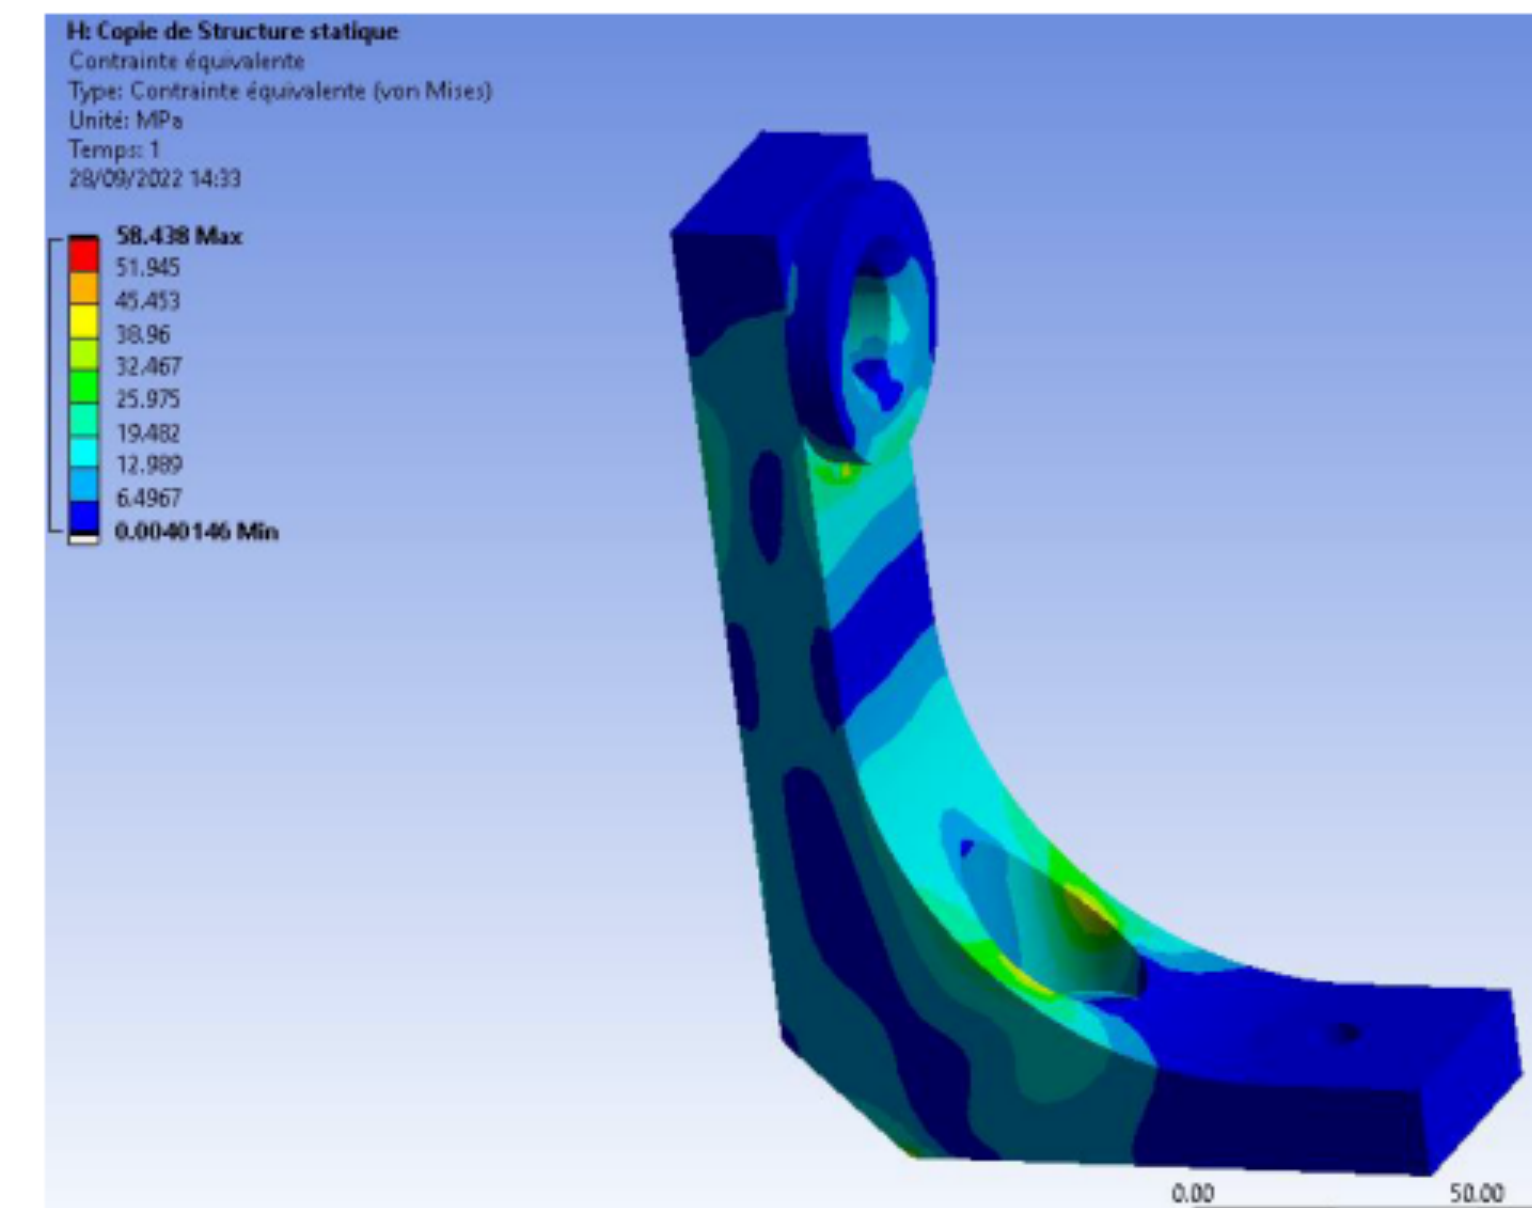 H: Copie de Structure statique
Contrainte équivalente
Type: Contrainte équivalente (von Mises)
Unité: MPa
Temps: 1
28/09/2022 14:33
58.438 Max
51.945
45.453
38.96
32.467
25.975
19.482
12.989
6.4967
0.0040146 Min
0.00 50.00